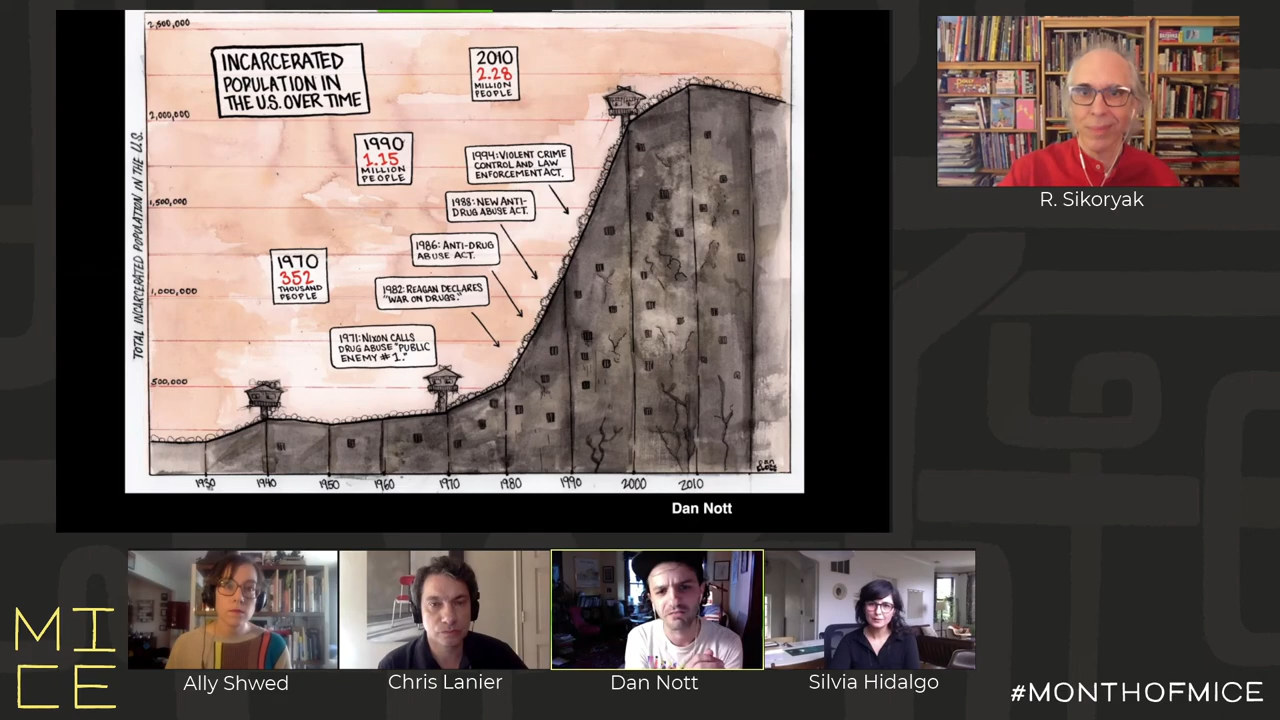 2,500,000
INCARCERATED
POPULATION IN
THE U.S. OVER TIME
2010
2.28
MILLION
PEOPLE
2,000,000
1990
1.15
MILLION
PEOPLE
1994: VIOLENT CRIME
CONTROL AND LAW
ENFORCEMENT ACT.
1,500,000
1988: NEW ANTI-
DRUG ABUSE ACT.
1986: ANTI-DRUG
ABUSE ACT.
1970
352
THOUSAND
PEOPLE
1982: REAGAN DECLARES
"WAR ON DRUGS."
1,000,000
1971: NIXON CALLS
DRUG ABUSE "PUBLIC
ENEMY #1."
500,000
TOTAL INCARCERATED POPULATION IN THE U.S.
1930 1940 1950 1960 1970 1980 1990 2000 2010
DAN
NOTT
Dan Nott
R. Sikoryak
MI
CE
Ally Shwed
Chris Lanier
Dan Nott
Silvia Hidalgo
#MONTHOFMICE